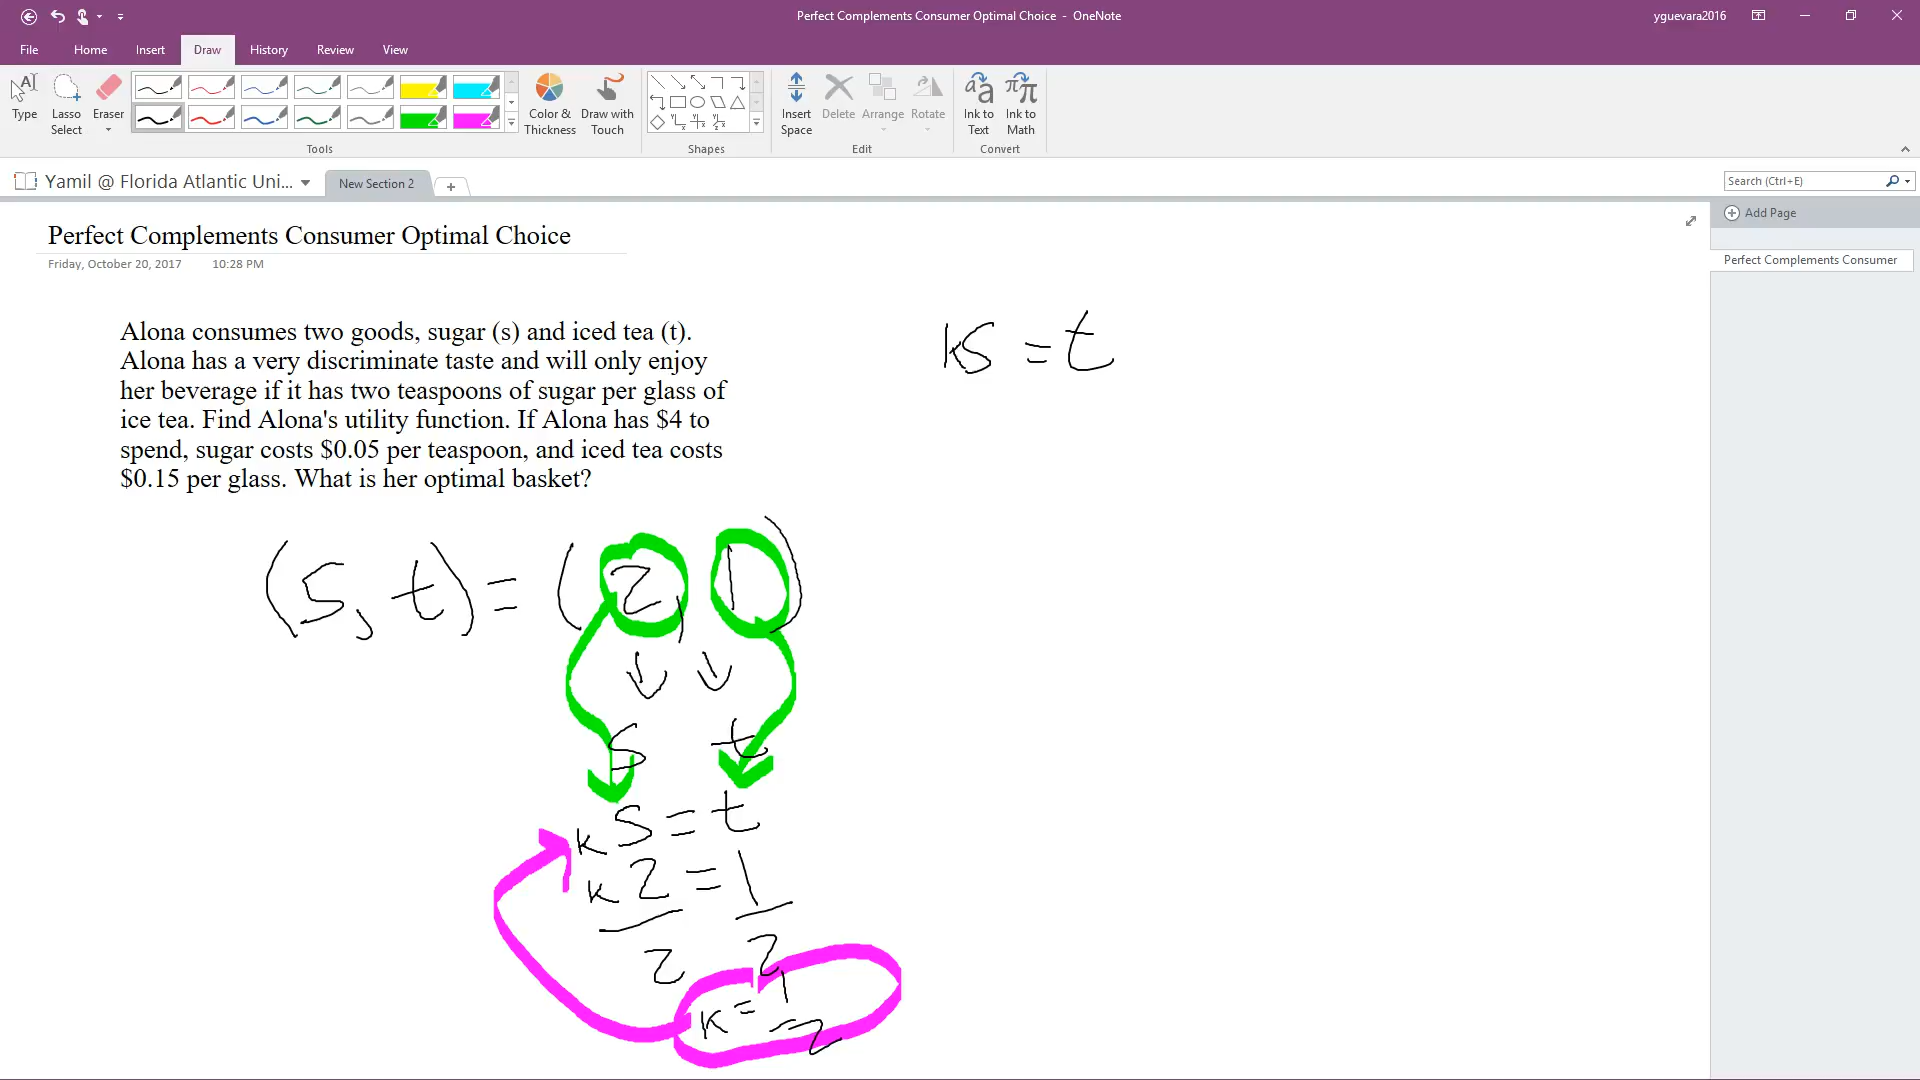 Perfect Complements Consumer Optimal Choice - OneNote
yguevara2016
File Home Insert Draw History Review View
Type
Lasso Select
Eraser
Color & Thickness
Draw with Touch
Insert Space
Delete
Arrange
Rotate
Ink to Text
Ink to Math
Tools
Shapes
Edit
Convert
Yamil @ Florida Atlantic Uni...
New Section 2
Search (Ctrl+E)
Add Page
Perfect Complements Consumer
Perfect Complements Consumer Optimal Choice
Friday, October 20, 2017 10:28 PM
Alona consumes two goods, sugar (s) and iced tea (t).
Alona has a very discriminate taste and will only enjoy
her beverage if it has two teaspoons of sugar per glass of
ice tea. Find Alona's utility function. If Alona has $4 to
spend, sugar costs $0.05 per teaspoon, and iced tea costs
$0.15 per glass. What is her optimal basket?
ks = t
(s, t) = (2, 1)
↓ ↓
s t
ks = t
k2 = 1
2 2
k = 1/2